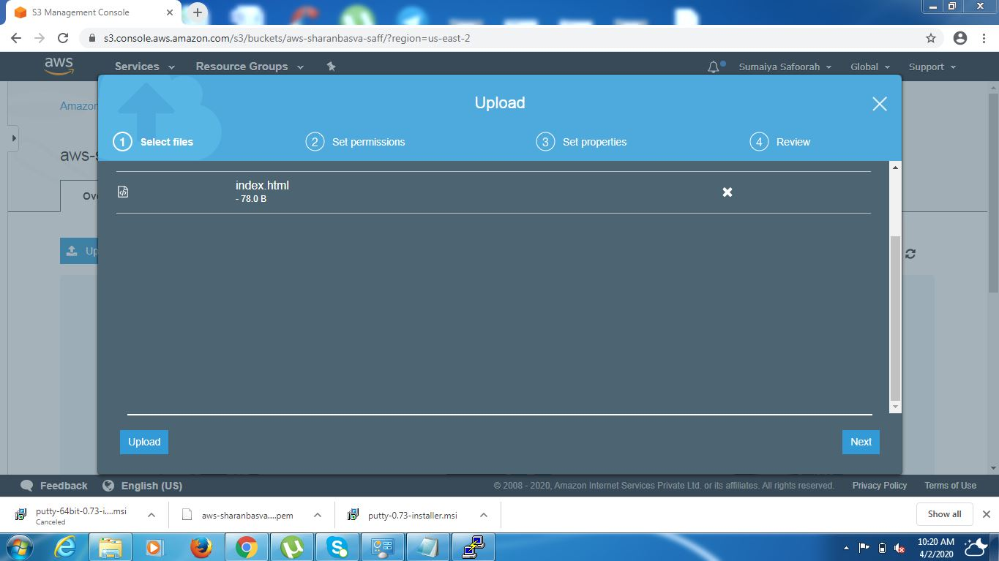 S3 Management Console
s3.console.aws.amazon.com/s3/buckets/aws-sharanbasva-saff/?region=us-east-2
aws
Services
Resource Groups
Sumaiya Safoorah
Global
Support
Amazon
Upload
1 Select files
2 Set permissions
3 Set properties
4 Review
aws-s
Ov
index.html
- 78.0 B
Up
Upload
Next
Feedback
English (US)
© 2008 - 2020, Amazon Internet Services Private Ltd. or its affiliates. All rights reserved.
Privacy Policy
Terms of Use
putty-64bit-0.73-i....msi
Canceled
aws-sharanbasva....pem
putty-0.73-installer.msi
Show all
10:20 AM
4/2/2020